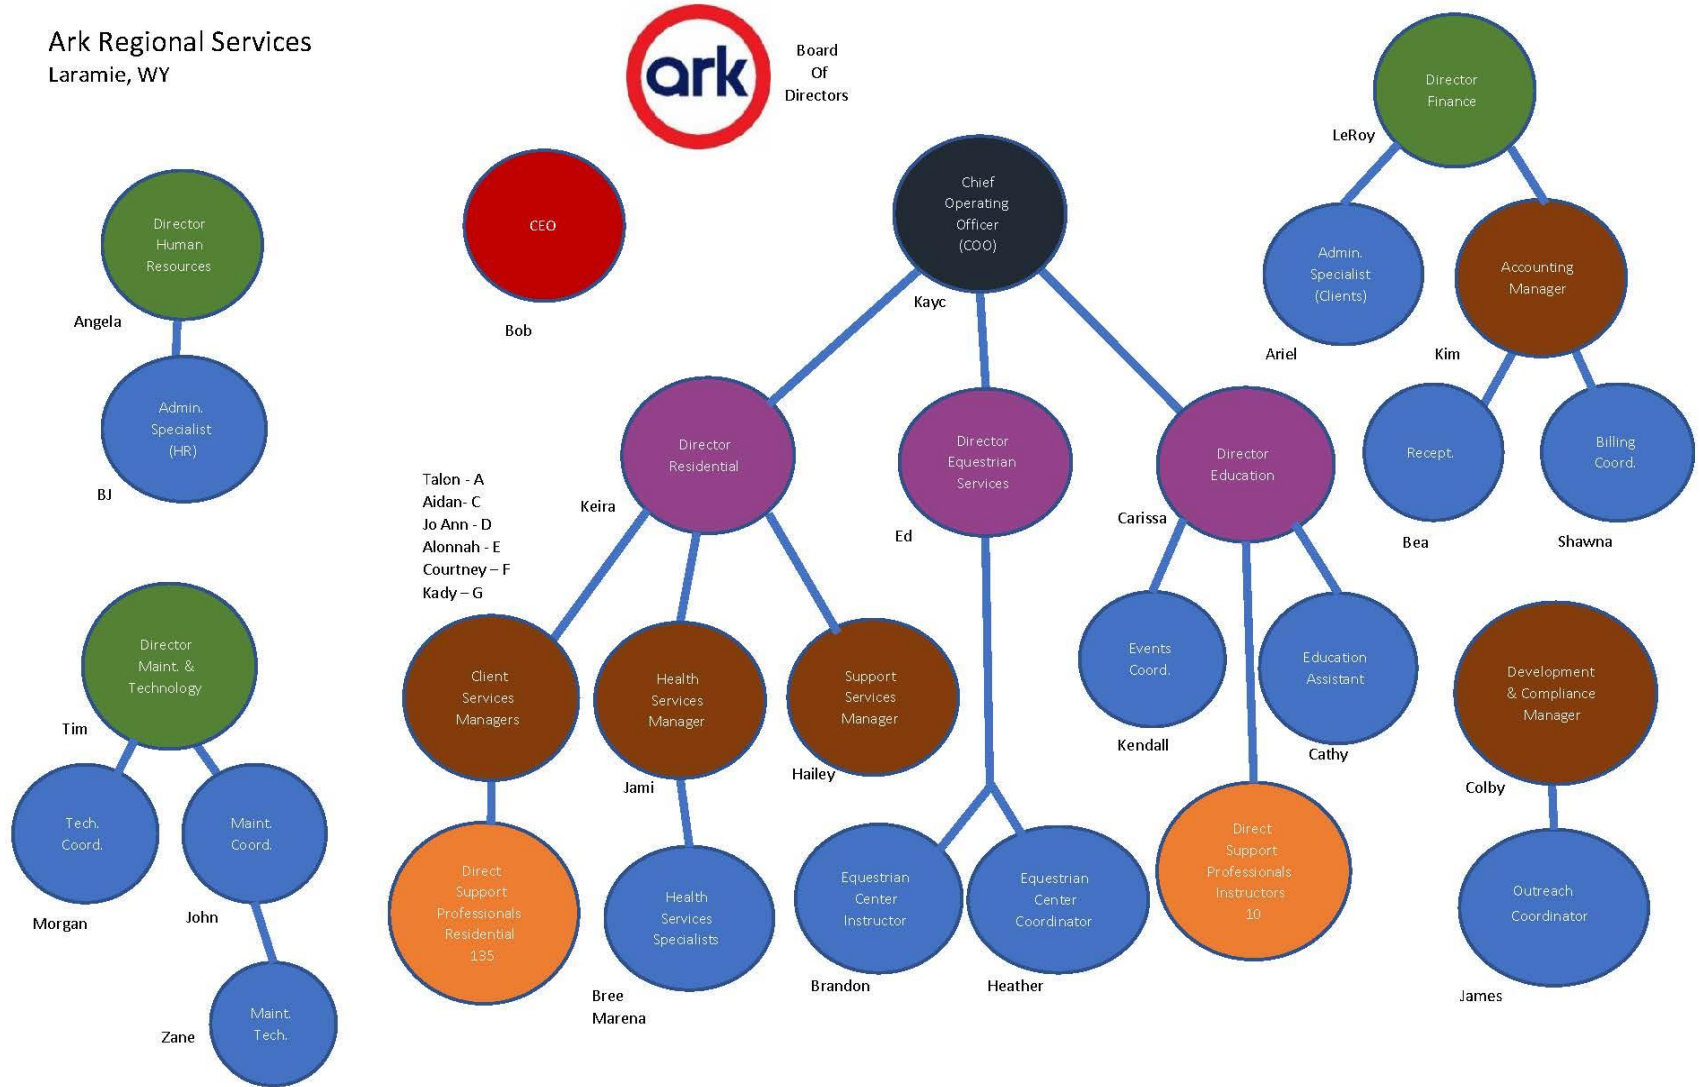 Ark Regional Services
Laramie, WY
ark
Board
Of
Directors
Director
Finance
LeRoy
Admin.
Specialist
(Clients)
Ariel
Accounting
Manager
Kim
Recept.
Bea
Billing
Coord.
Shawna
Director
Human
Resources
Angela
Admin.
Specialist
(HR)
BJ
CEO
Bob
Chief
Operating
Officer
(COO)
Kayc
Director
Residential
Keira
Director
Equestrian
Services
Ed
Director
Education
Carissa
Talon - A
Aidan- C
Jo Ann - D
Alonnah - E
Courtney – F
Kady – G
Client
Services
Managers
Health
Services
Manager
Jami
Support
Services
Manager
Hailey
Events
Coord.
Kendall
Education
Assistant
Cathy
Development
& Compliance
Manager
Colby
Director
Maint. &
Technology
Tim
Tech.
Coord.
Morgan
Maint.
Coord.
John
Maint.
Tech.
Zane
Direct
Support
Professionals
Residential
135
Health
Services
Specialists
Bree
Marena
Equestrian
Center
Instructor
Brandon
Equestrian
Center
Coordinator
Heather
Direct
Support
Professionals
Instructors
10
Outreach
Coordinator
James